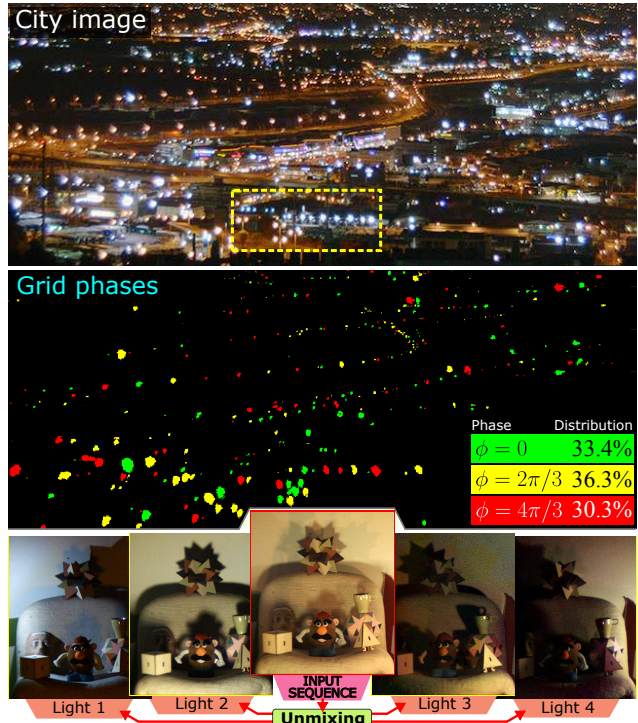 City image
Grid phases
Phase Distribution
ϕ = 0 33.4%
ϕ = 2π/3 36.3%
ϕ = 4π/3 30.3%
INPUT
SEQUENCE
Light 1 Light 2 Light 3 Light 4
Unmixing